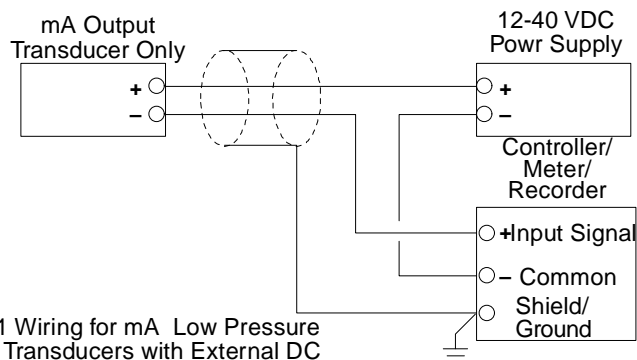 mA Output
Transducer Only
+
–
12-40 VDC
Powr Supply
+
–
Controller/
Meter/
Recorder
+Input Signal
– Common
Shield/
Ground
1 Wiring for mA Low Pressure
Transducers with External DC